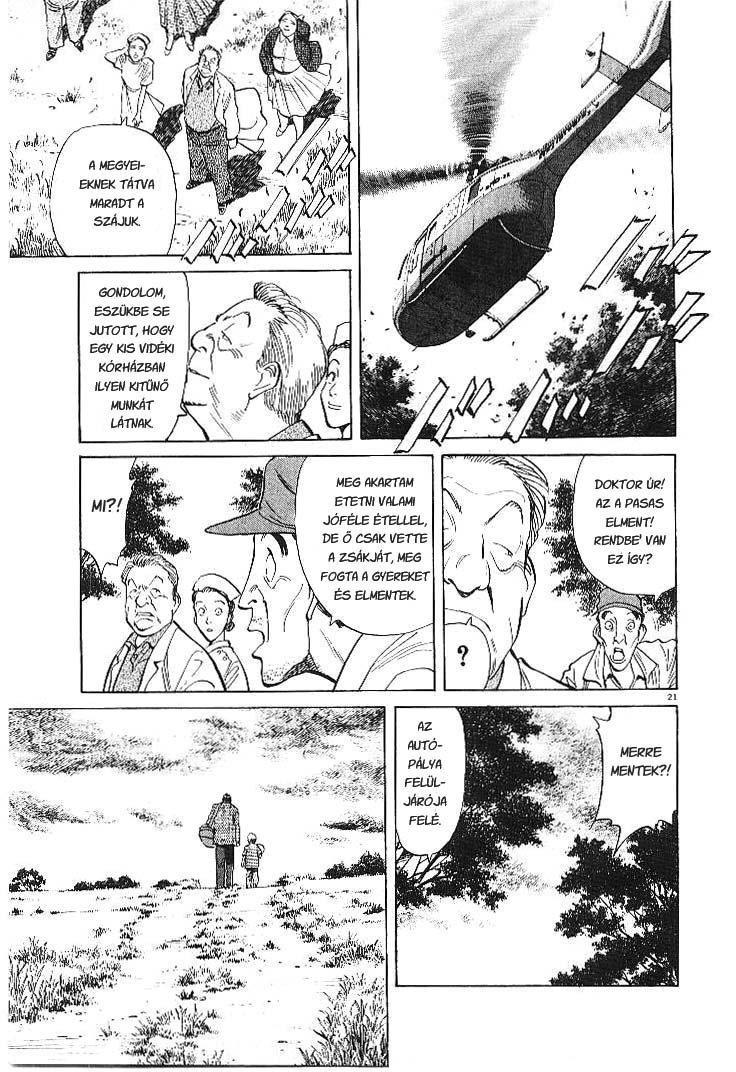 A MEGYEI-
EKNEK TÁTVA
MARADT A
SZÁJUK.
GONDOLOM,
ESZÜKBE SE
JUTOTT, HOGY
EGY KIS VIDÉKI
KÓRHÁZBAN
ILYEN KITŰNŐ
MUNKÁT
LÁTNAK.
DOKTOR ÚR!
AZ A PASAS
ELMENT!
RENDBE' VAN
EZ ÍGY?
?
MEG AKARTAM
ETETNI VALAMI
JÓFÉLE ÉTELLEL,
DE Ő CSAK VETTE
A ZSÁKJÁT, MEG
FOGTA A GYEREKET
ÉS ELMENTEK.
MI?!
21
MERRE
MENTEK?!
AZ
AUTÓ-
PÁLYA
FELÜL-
JÁRÓJA
FELÉ.